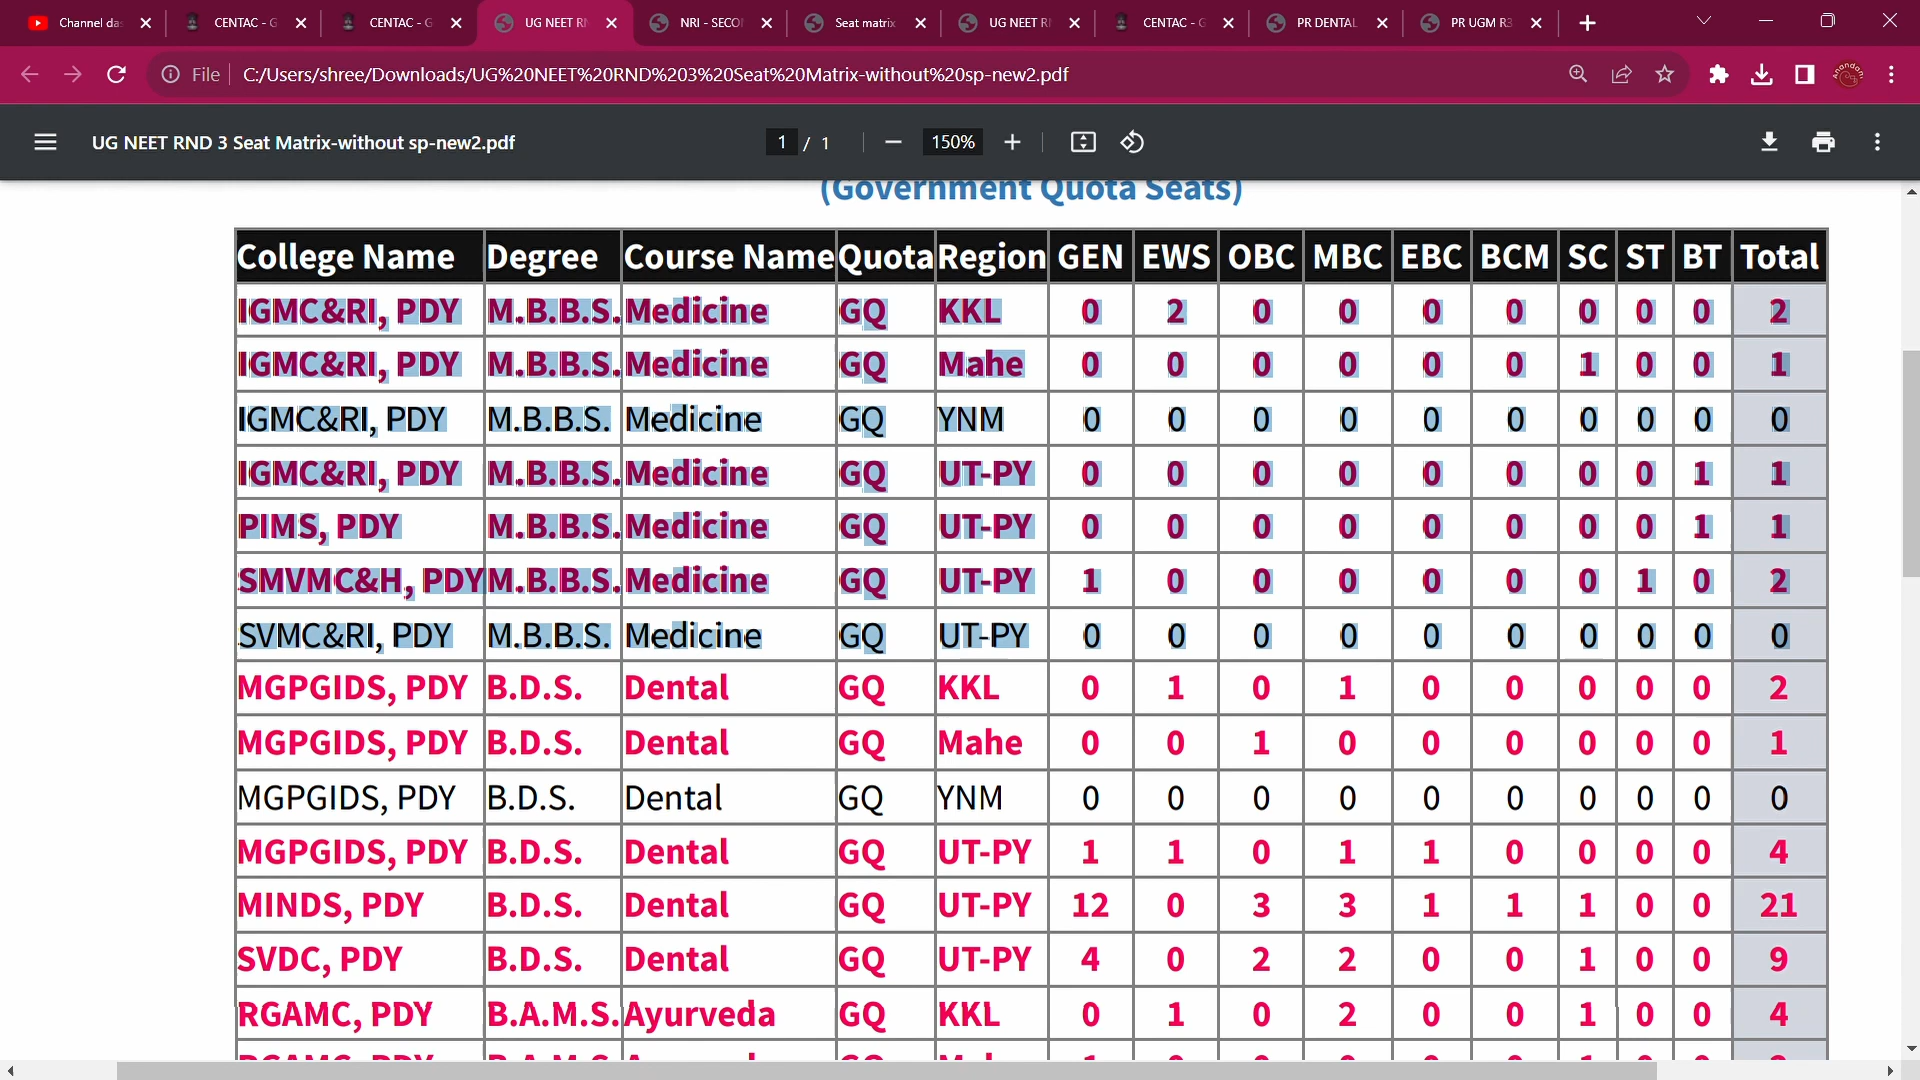 Channel da
CENTAC - G
CENTAC - G
UG NEET R
NRI - SECO
Seat matrix
UG NEET R
CENTAC - G
PR DENTAL
PR UGM R3
File
C:/Users/shree/Downloads/UG%20NEET%20RND%203%20Seat%20Matrix-without%20sp-new2.pdf
UG NEET RND 3 Seat Matrix-without sp-new2.pdf
1 / 1
150%
(Government Quota Seats)
College Name Degree Course Name Quota Region GEN EWS OBC MBC EBC BCM SC ST BT Total
IGMC&RI, PDY M.B.B.S. Medicine GQ KKL 0 2 0 0 0 0 0 0 0 2
IGMC&RI, PDY M.B.B.S. Medicine GQ Mahe 0 0 0 0 0 0 1 0 0 1
IGMC&RI, PDY M.B.B.S. Medicine GQ YNM 0 0 0 0 0 0 0 0 0 0
IGMC&RI, PDY M.B.B.S. Medicine GQ UT-PY 0 0 0 0 0 0 0 0 1 1
PIMS, PDY M.B.B.S. Medicine GQ UT-PY 0 0 0 0 0 0 0 0 1 1
SMVMC&H, PDY M.B.B.S. Medicine GQ UT-PY 1 0 0 0 0 0 0 1 0 2
SVMC&RI, PDY M.B.B.S. Medicine GQ UT-PY 0 0 0 0 0 0 0 0 0 0
MGPGIDS, PDY B.D.S. Dental GQ KKL 0 1 0 1 0 0 0 0 0 2
MGPGIDS, PDY B.D.S. Dental GQ Mahe 0 0 1 0 0 0 0 0 0 1
MGPGIDS, PDY B.D.S. Dental GQ YNM 0 0 0 0 0 0 0 0 0 0
MGPGIDS, PDY B.D.S. Dental GQ UT-PY 1 1 0 1 1 0 0 0 0 4
MINDS, PDY B.D.S. Dental GQ UT-PY 12 0 3 3 1 1 1 0 0 21
SVDC, PDY B.D.S. Dental GQ UT-PY 4 0 2 2 0 0 1 0 0 9
RGAMC, PDY B.A.M.S. Ayurveda GQ KKL 0 1 0 2 0 0 1 0 0 4